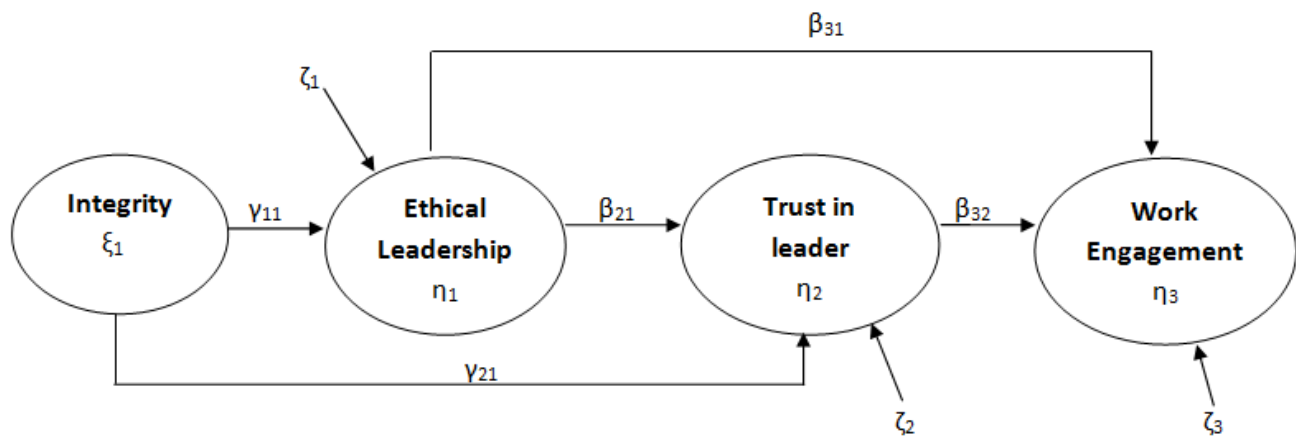 β31
ζ1
Integrity
ξ1
γ11
Ethical
Leadership
η1
β21
Trust in
leader
η2
β32
Work
Engagement
η3
γ21
ζ2
ζ3